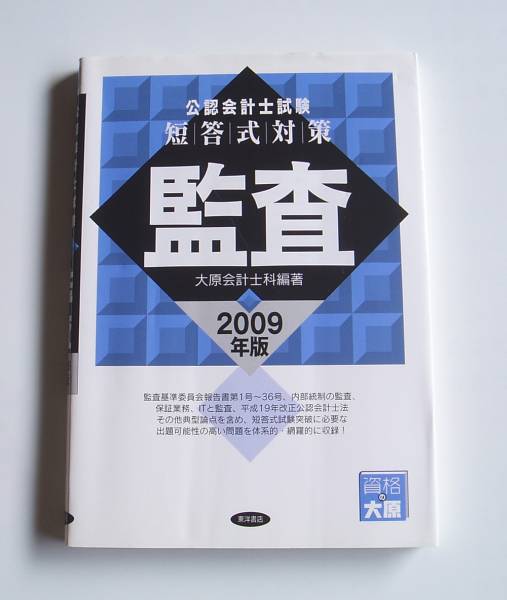 公認会計士試験
短答式対策
監査
大原会計士科編著
2009
年版
監査基準委員会報告書第1号～36号、内部統制の監査、
保証業務、ITと監査、平成19年改正公認会計士法
その他典型論点を含め、短答式試験突破に必要な
出題可能性の高い問題を体系的・網羅的に収録！
資格
の
大原
東洋書店